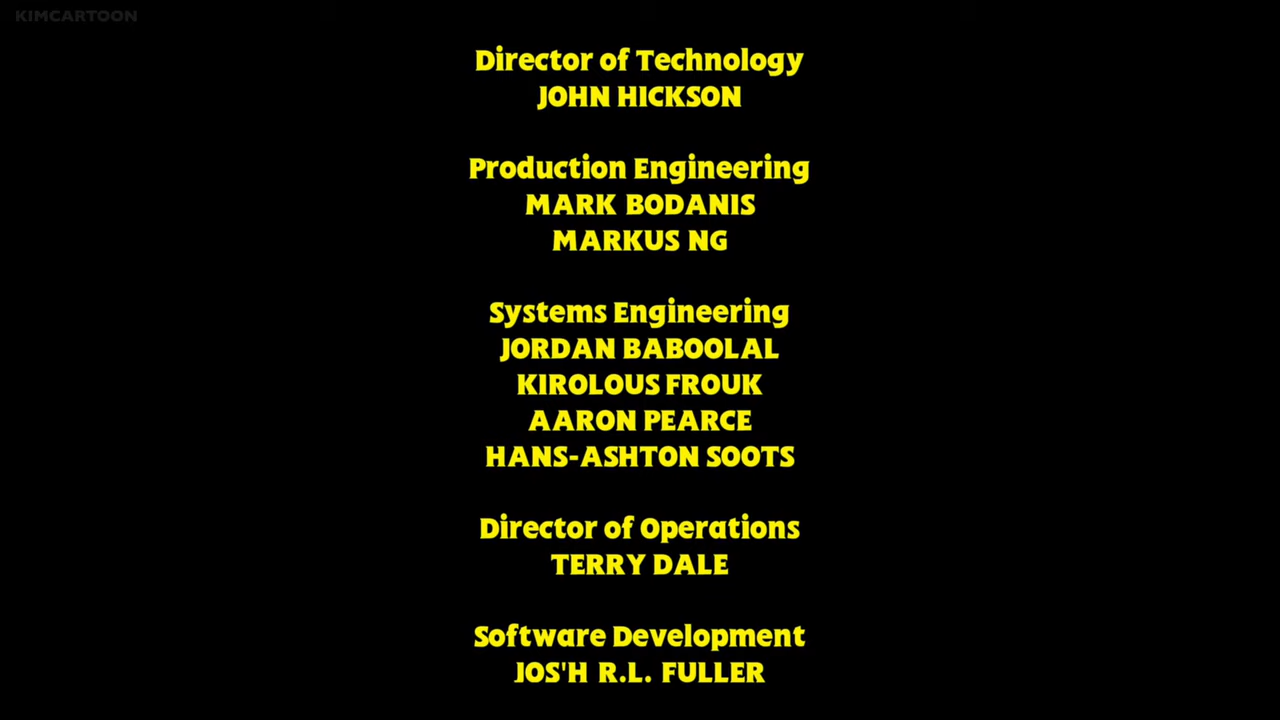 KIMCARTOON
Director of Technology
JOHN HICKSON
Production Engineering
MARK BODANIS
MARKUS NG
Systems Engineering
JORDAN BABOOLAL
KIROLOUS FROUK
AARON PEARCE
HANS-ASHTON SOOTS
Director of Operations
TERRY DALE
Software Development
JOS'H R.L. FULLER